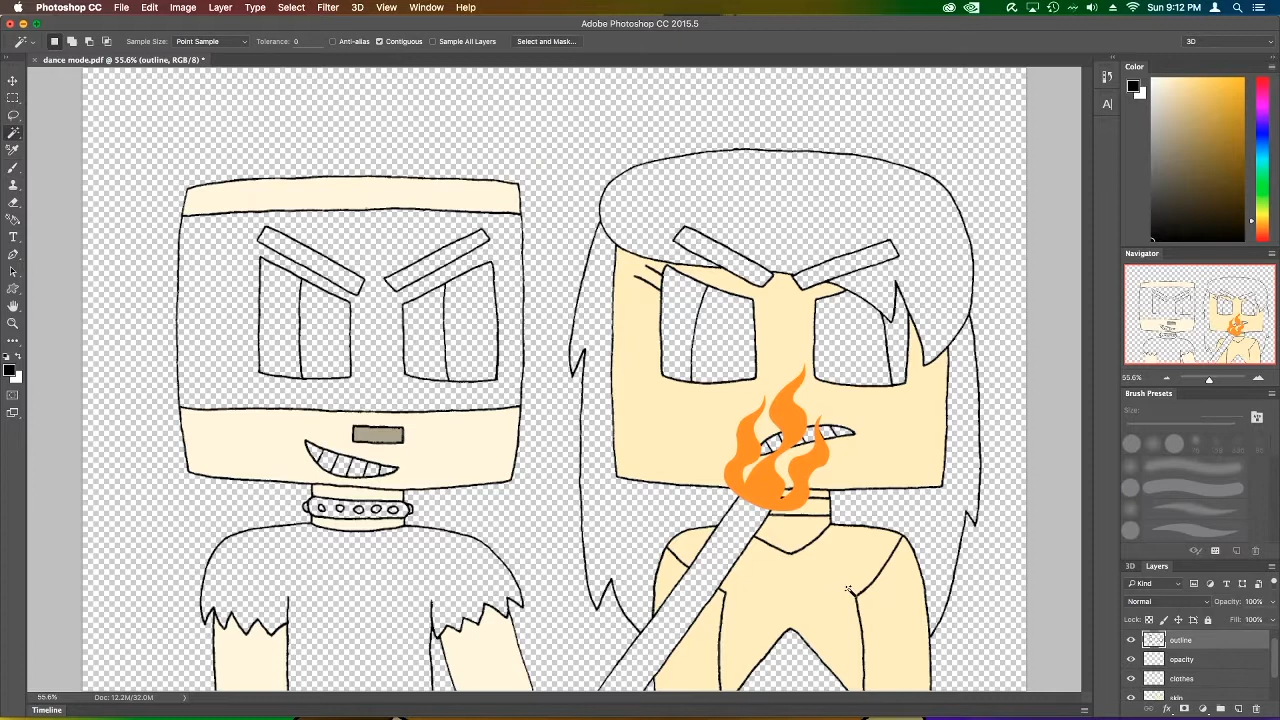 Photoshop CC File Edit Image Layer Type Select Filter 3D View Window Help Sun 9:12 PM
Adobe Photoshop CC 2015.5
Sample Size: Point Sample Tolerance: 0 Anti-alias Contiguous Sample All Layers Select and Mask... 3D
dance mode.pdf @ 55.6% (outline, RGB/8) *
Color
Navigator
55.6%
Brush Presets
Size:
3D Layers
Kind
Normal Opacity: 100%
Lock: Fill: 100%
outline
opacity
clothes
skin
55.6% Doc: 12.2M/32.0M
Timeline